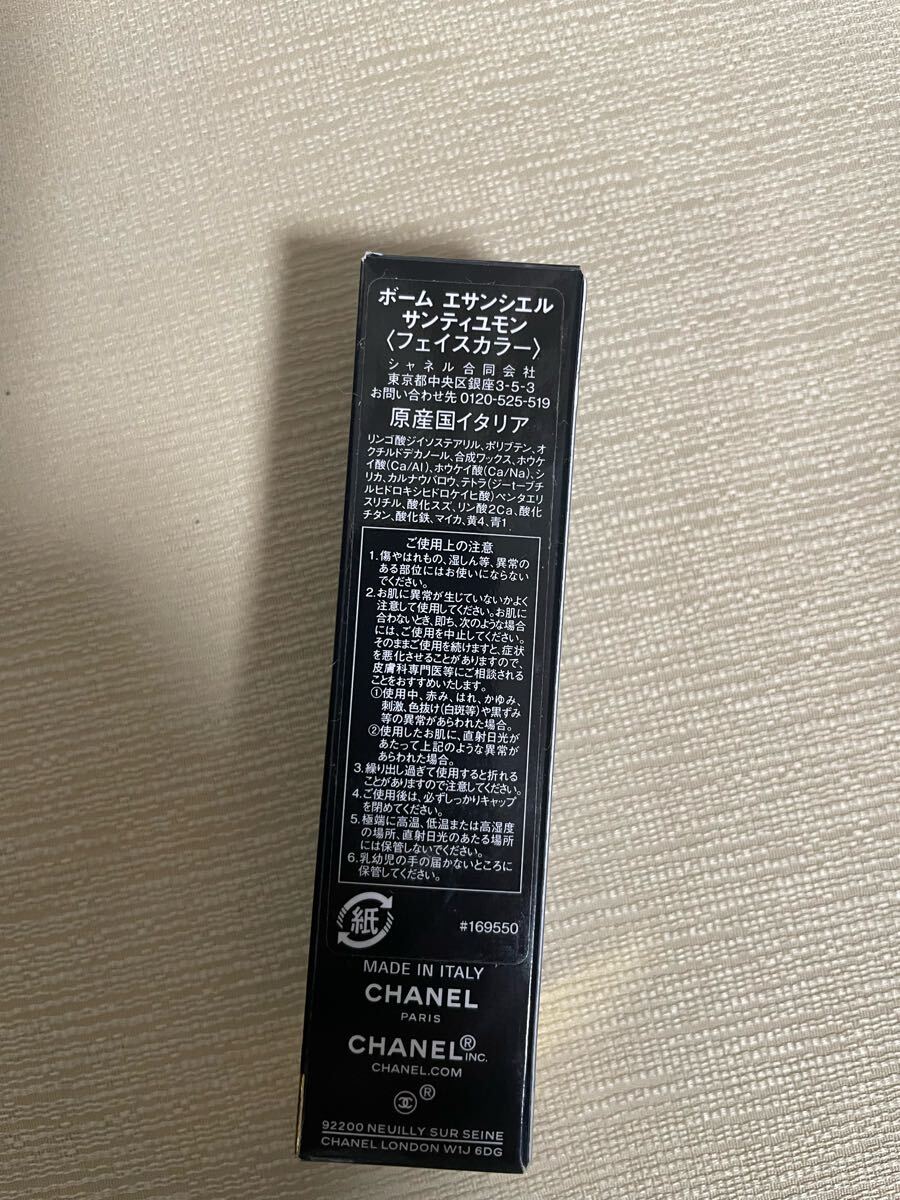 ボーム エサンシエル
サンティユモン
〈フェイスカラー〉
シャネル合同会社
東京都中央区銀座3-5-3
お問い合わせ先 0120-525-519
原産国イタリア
リンゴ酸ジイソステアリル、ポリブテン、オ
クチルドデカノール、合成ワックス、ホウケ
イ酸(Ca/Al)、ホウケイ酸(Ca/Na)、シ
リカ、カルナウバロウ、テトラ(ジーt-ブチ
ルヒドロキシヒドロケイヒ酸)ペンタエリ
スリチル、酸化スズ、リン酸2Ca、酸化
チタン、酸化鉄、マイカ、黄4、青1
ご使用上の注意
1.傷やはれもの、湿しん等、異常の
ある部位にはお使いにならない
でください。
2.お肌に異常が生じていないかよく
注意して使用してください。お肌に
合わないとき、即ち、次のような場合
には、ご使用を中止してください。
そのままご使用を続けますと、症状
を悪化させることがありますので、
皮膚科専門医等にご相談される
ことをおすすめいたします。
①使用中、赤み、はれ、かゆみ、
刺激、色抜け(白斑等)や黒ずみ
等の異常があらわれた場合。
②使用したお肌に、直射日光が
あたって上記のような異常が
あらわれた場合。
3.繰り出し過ぎて使用すると折れる
ことがありますので注意してください。
4.ご使用後は、必ずしっかりキャップ
を閉めてください。
5.極端に高温、低温または高湿度
の場所、直射日光のあたる場所
には保管しないでください。
6.乳幼児の手の届かないところに
保管してください。
紙
#169550
MADE IN ITALY
CHANEL
PARIS
CHANEL® INC.
CHANEL.COM
®
92200 NEUILLY SUR SEINE
CHANEL LONDON W1J 6DG